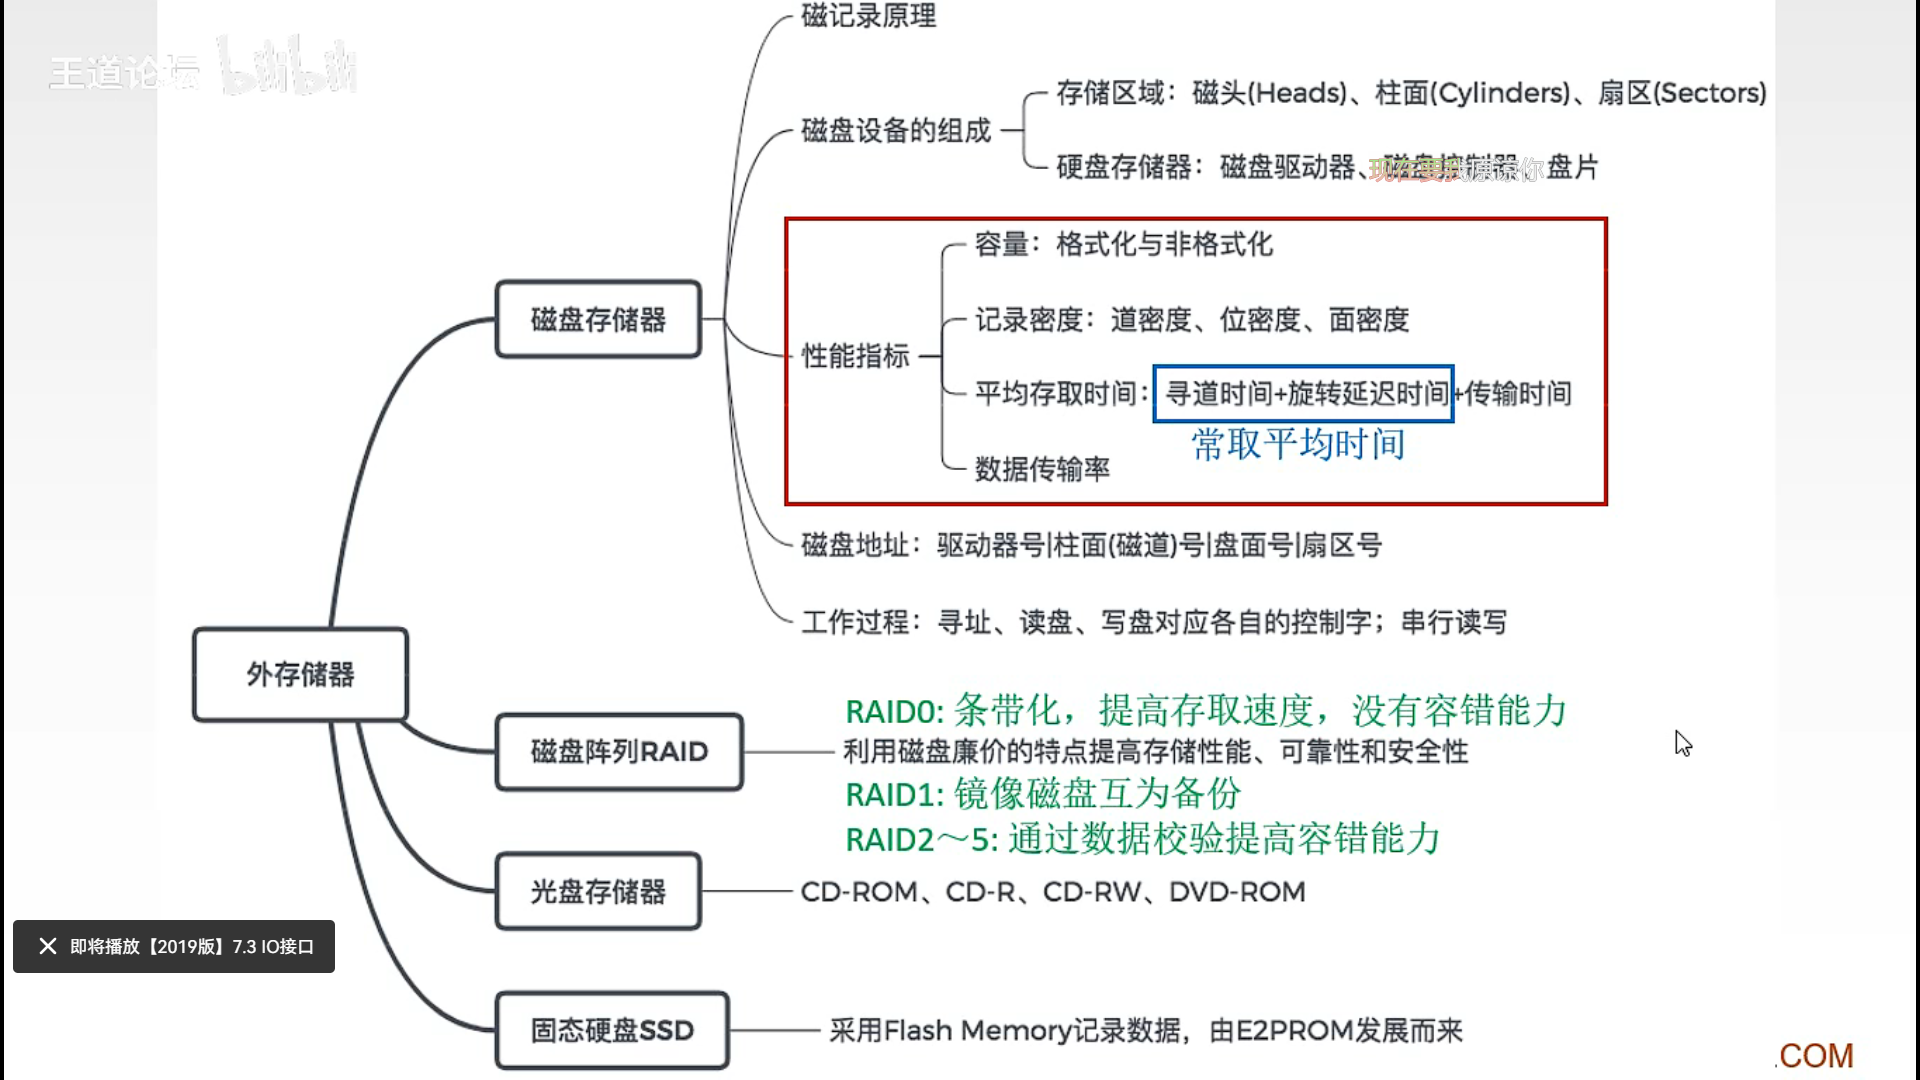 磁记录原理
王道论坛 bilibili
存储区域：磁头(Heads)、柱面(Cylinders)、扇区(Sectors)
磁盘设备的组成
硬盘存储器：磁盘驱动器、磁盘控制器、盘片
现在要我原谅你
容量：格式化与非格式化
磁盘存储器
记录密度：道密度、位密度、面密度
性能指标
平均存取时间：寻道时间+旋转延迟时间+传输时间
常取平均时间
数据传输率
磁盘地址：驱动器号|柱面(磁道)号|盘面号|扇区号
工作过程：寻址、读盘、写盘对应各自的控制字；串行读写
外存储器
RAID0: 条带化，提高存取速度，没有容错能力
磁盘阵列RAID
利用磁盘廉价的特点提高存储性能、可靠性和安全性
RAID1: 镜像磁盘互为备份
RAID2～5: 通过数据校验提高容错能力
光盘存储器
CD-ROM、CD-R、CD-RW、DVD-ROM
即将播放【2019版】7.3 IO接口
固态硬盘SSD
采用Flash Memory记录数据，由E2PROM发展而来
.COM